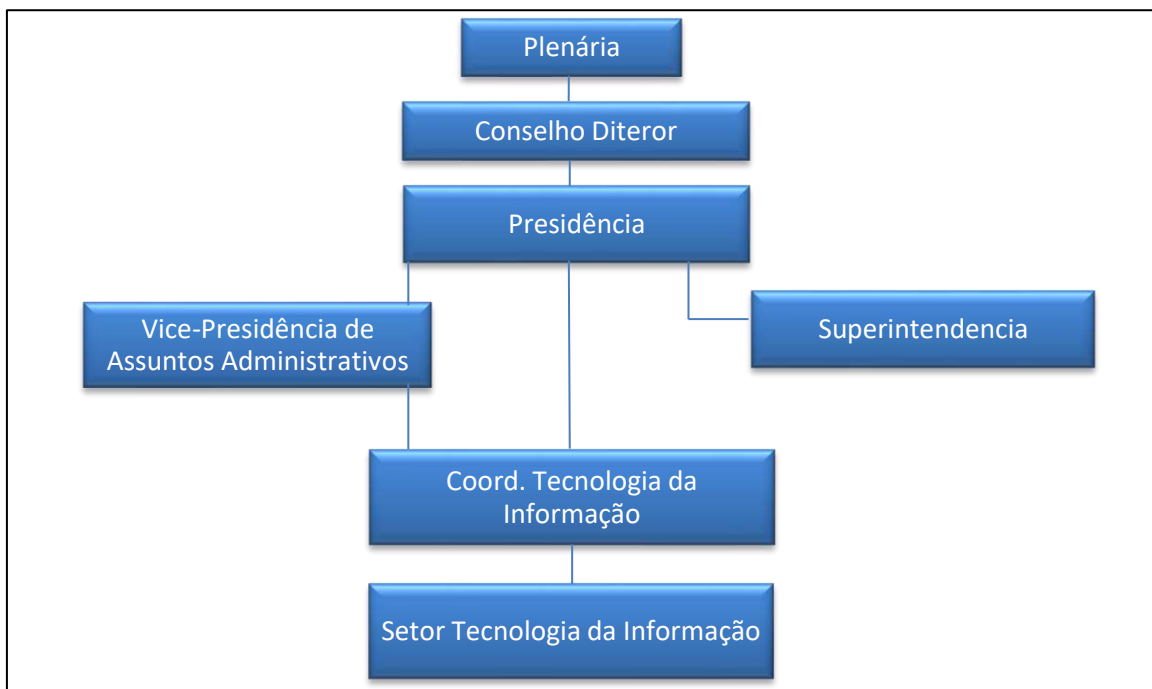 Plenária
Conselho Diteror
Presidência
Vice-Presidência de
Assuntos Administrativos
Superintendencia
Coord. Tecnologia da
Informação
Setor Tecnologia da Informação